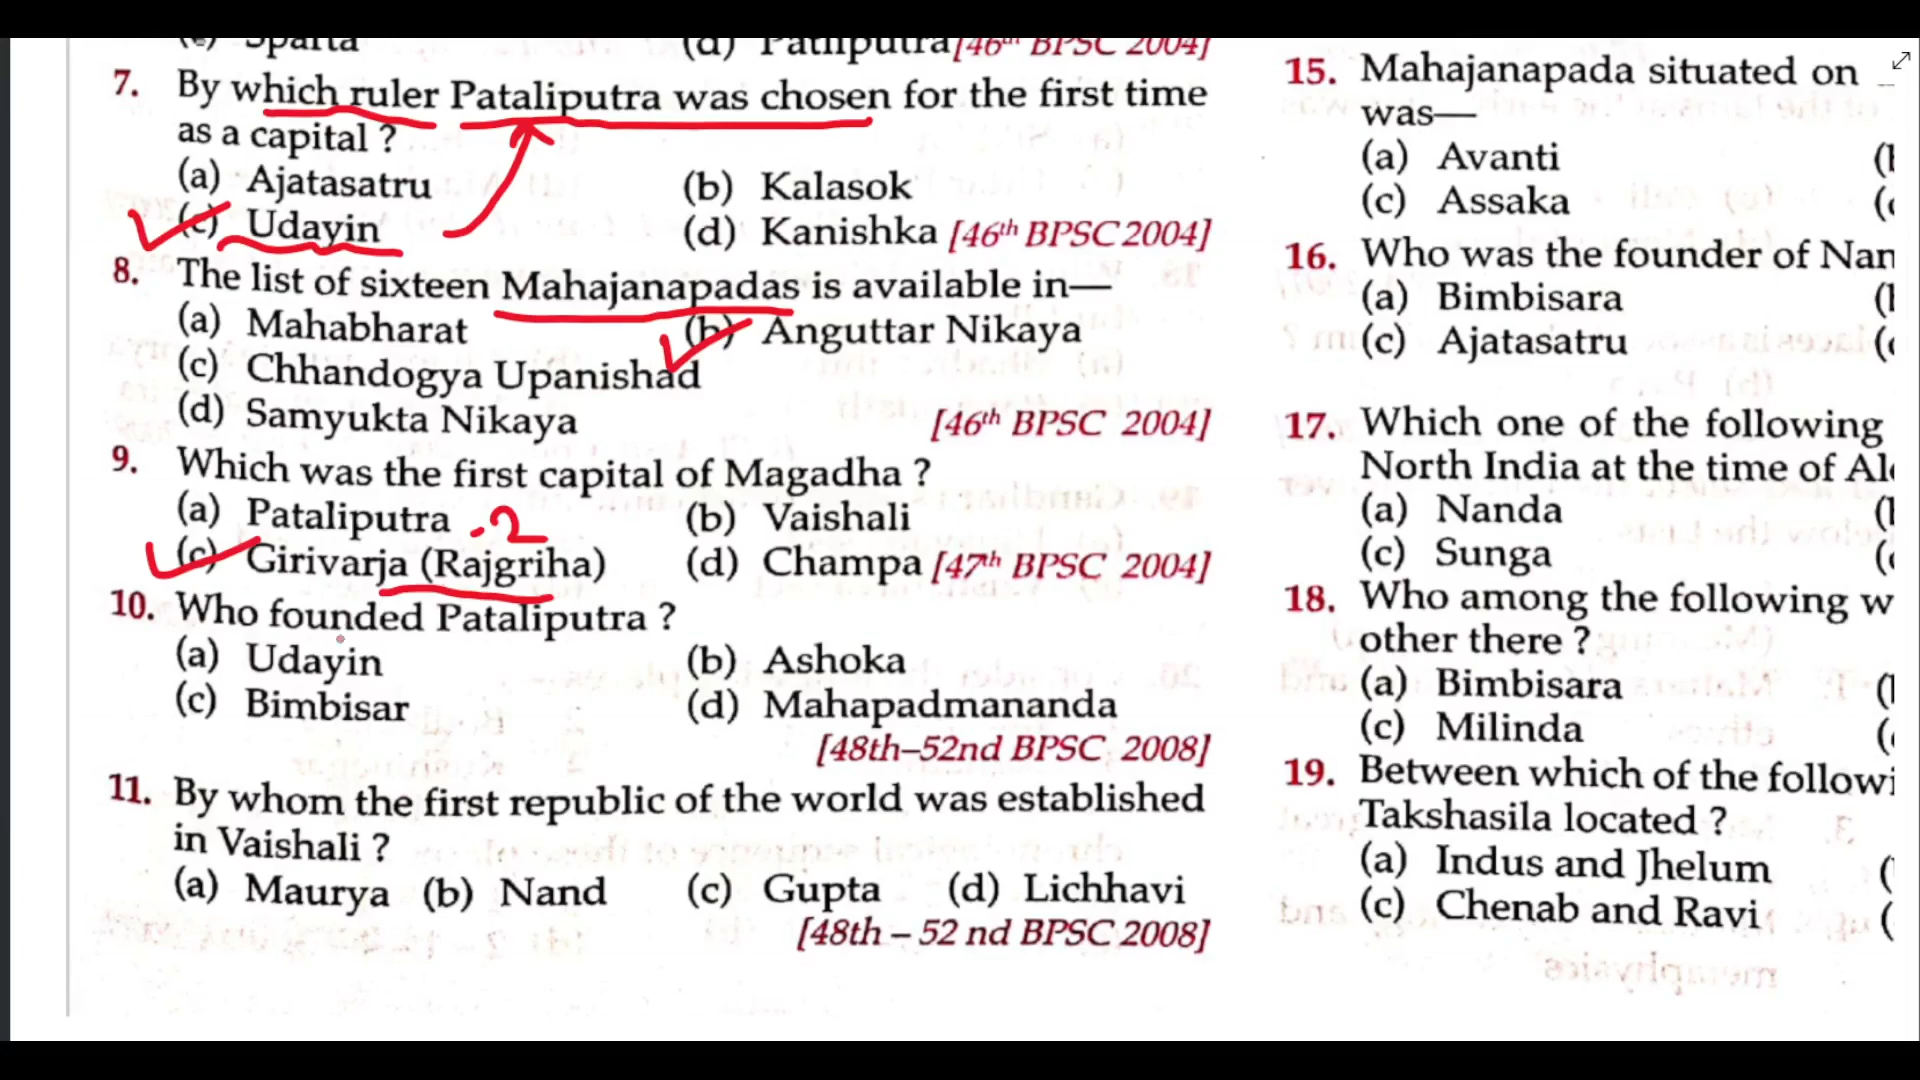 (c) Sparta (d) Patliputra [46th BPSC 2004]
7. By which ruler Pataliputra was chosen for the first time
as a capital ?
(a) Ajatasatru (b) Kalasok
(c) Udayin (d) Kanishka [46th BPSC 2004]
8. The list of sixteen Mahajanapadas is available in—
(a) Mahabharat (b) Anguttar Nikaya
(c) Chhandogya Upanishad
(d) Samyukta Nikaya [46th BPSC 2004]
9. Which was the first capital of Magadha ?
(a) Pataliputra - 2 (b) Vaishali
(c) Girivarja (Rajgriha) (d) Champa [47th BPSC 2004]
10. Who founded Pataliputra ?
(a) Udayin (b) Ashoka
(c) Bimbisar (d) Mahapadmananda
[48th–52nd BPSC 2008]
11. By whom the first republic of the world was established
in Vaishali ?
(a) Maurya (b) Nand (c) Gupta (d) Lichhavi
[48th – 52 nd BPSC 2008]
15. Mahajanapada situated on
was—
(a) Avanti
(c) Assaka
16. Who was the founder of Nan
(a) Bimbisara
(c) Ajatasatru
17. Which one of the following
North India at the time of Al
(a) Nanda
(c) Sunga
18. Who among the following w
other there ?
(a) Bimbisara
(c) Milinda
19. Between which of the followi
Takshasila located ?
(a) Indus and Jhelum
(c) Chenab and Ravi